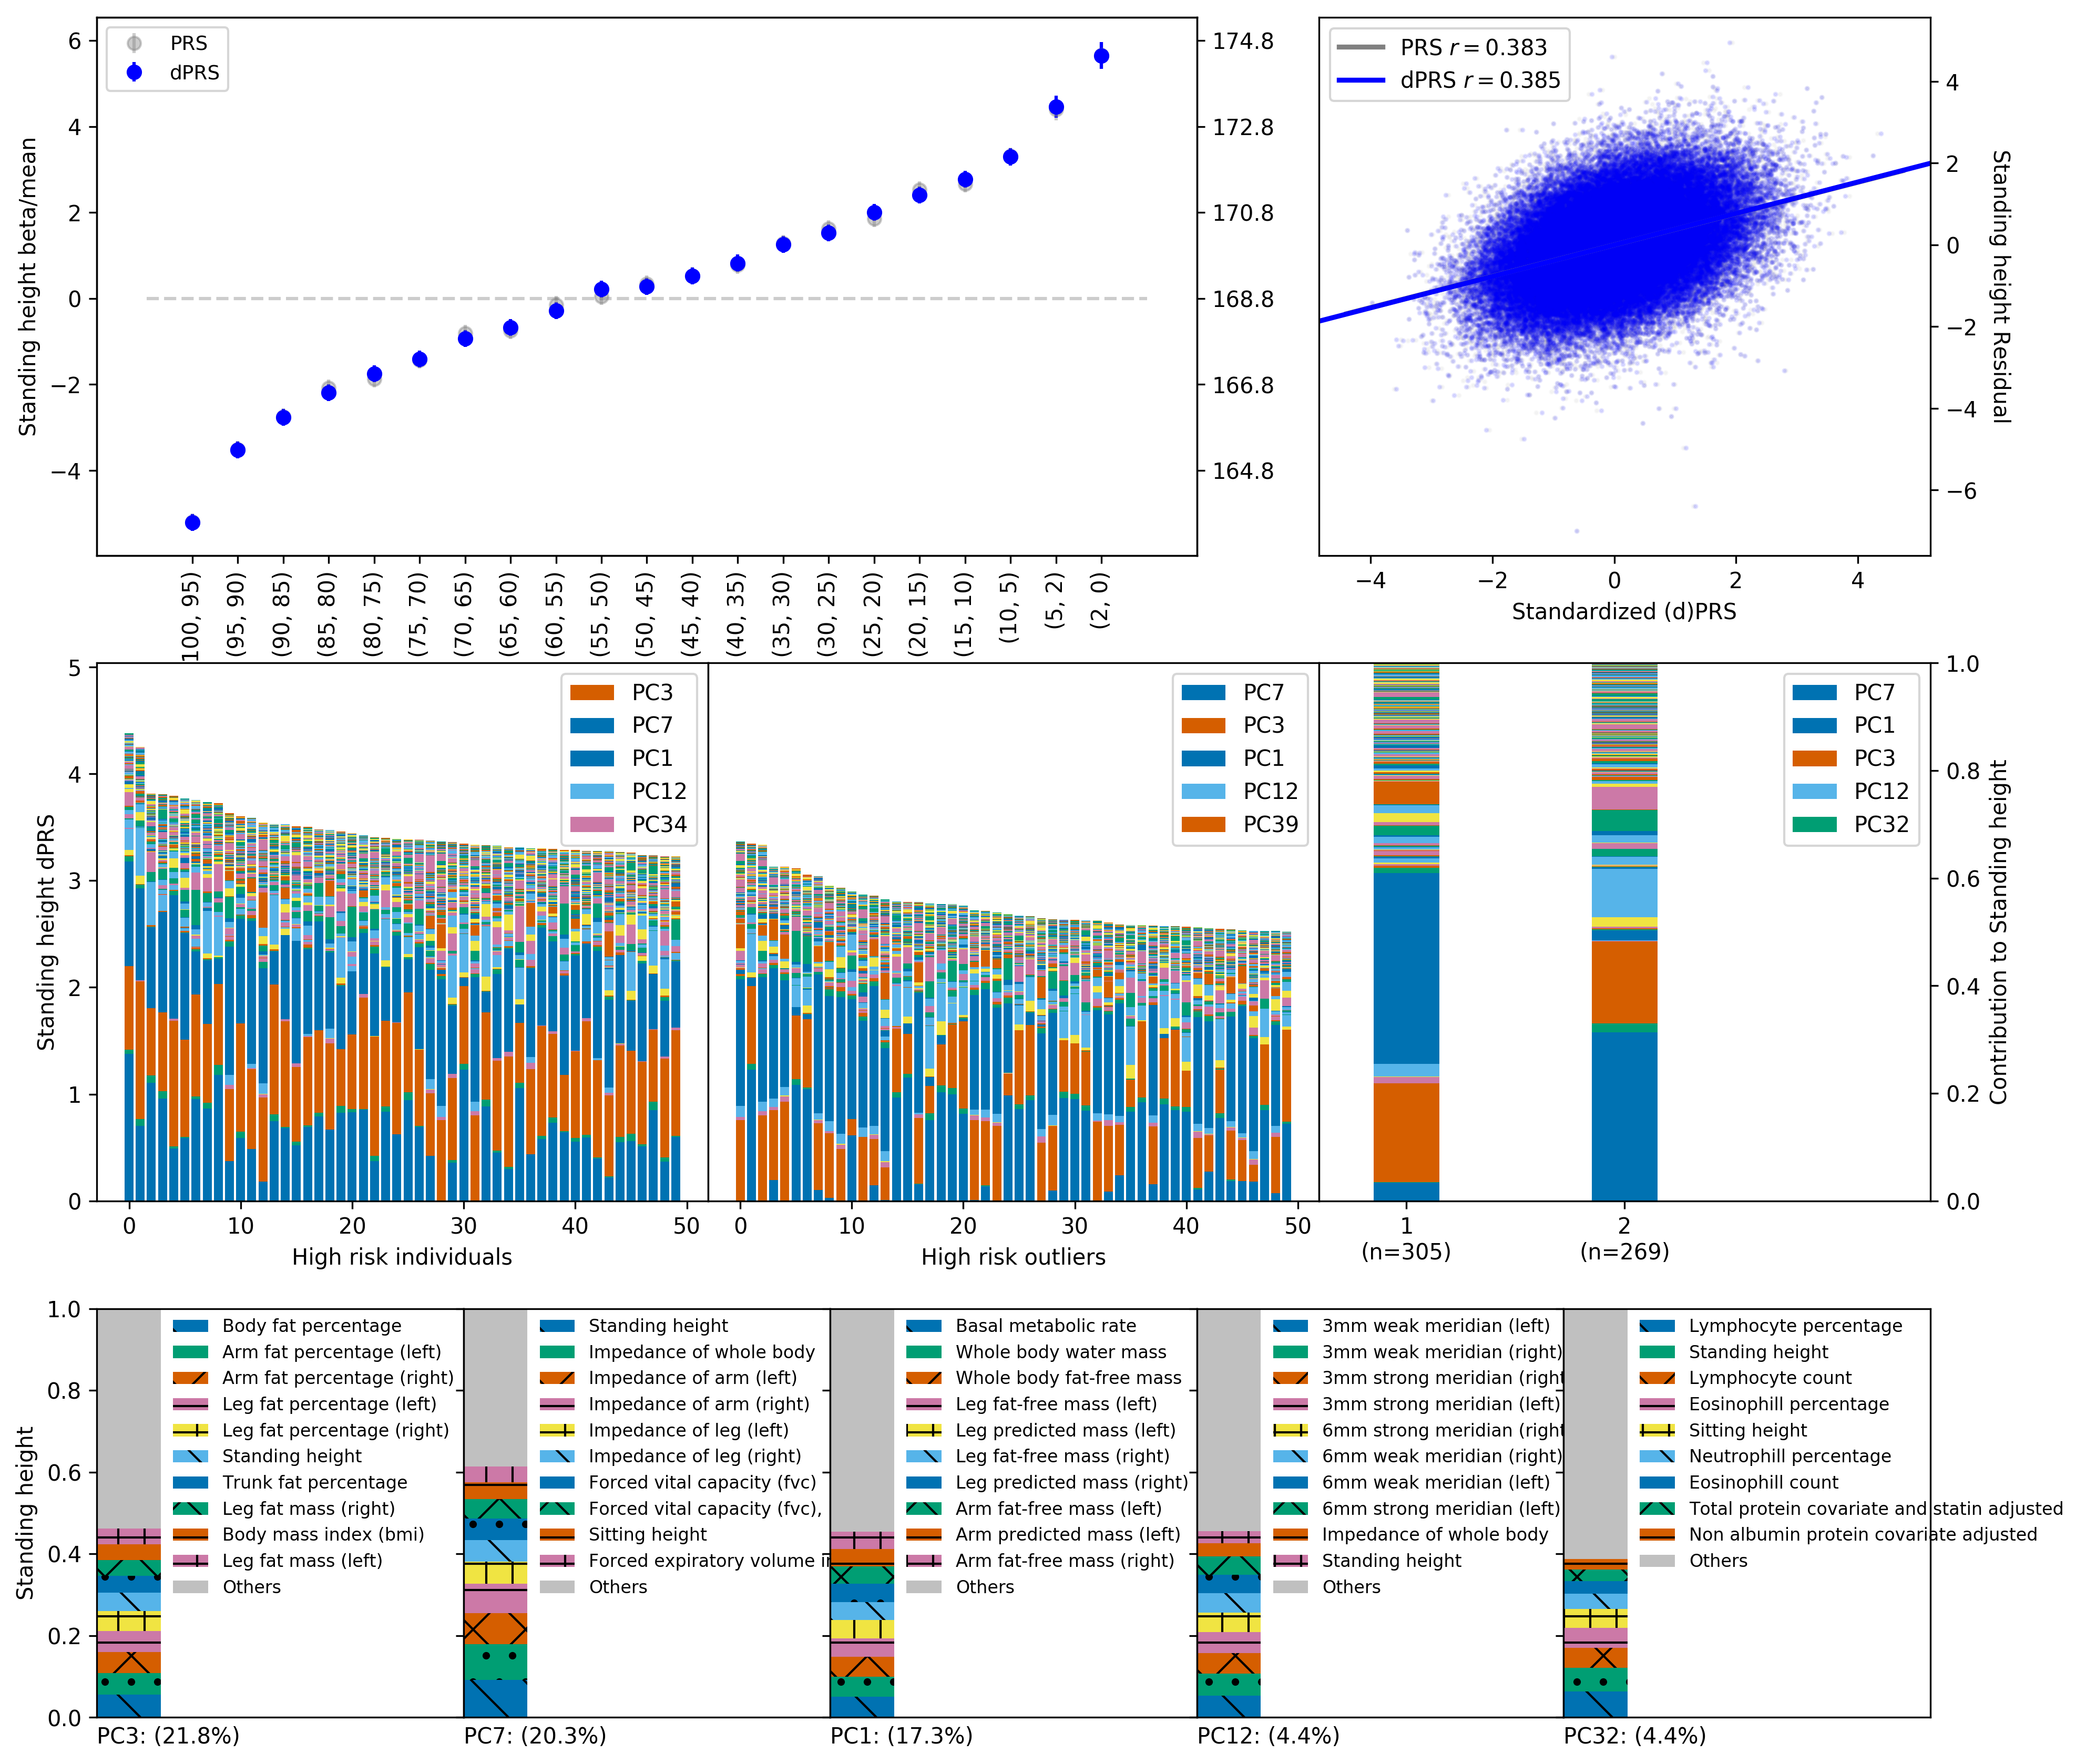 6
4
2
0
−2
−4
Standing height beta/mean
PRS
dPRS
174.8
172.8
170.8
168.8
166.8
164.8
100, 95)
(95, 90)
(90, 85)
(85, 80)
(80, 75)
(75, 70)
(70, 65)
(65, 60)
(60, 55)
(55, 50)
(50, 45)
(45, 40)
(40, 35)
(35, 30)
(30, 25)
(25, 20)
(20, 15)
(15, 10)
(10, 5)
(5, 2)
(2, 0)
PRS r = 0.383
dPRS r = 0.385
4
2
0
−2
−4
−6
Standing height Residual
−4
−2
0
2
4
Standardized (d)PRS
5
4
3
2
1
0
Standing height dPRS
PC3
PC7
PC1
PC12
PC34
0
10
20
30
40
50
High risk individuals
PC7
PC3
PC1
PC12
PC39
0
10
20
30
40
50
High risk outliers
PC7
PC1
PC3
PC12
PC32
1
(n=305)
2
(n=269)
1.0
0.8
0.6
0.4
0.2
0.0
Contribution to Standing height
1.0
0.8
0.6
0.4
0.2
0.0
Standing height
Body fat percentage
Arm fat percentage (left)
Arm fat percentage (right)
Leg fat percentage (left)
Leg fat percentage (right)
Standing height
Trunk fat percentage
Leg fat mass (right)
Body mass index (bmi)
Leg fat mass (left)
Others
PC3: (21.8%)
Standing height
Impedance of whole body
Impedance of arm (left)
Impedance of arm (right)
Impedance of leg (left)
Impedance of leg (right)
Forced vital capacity (fvc)
Forced vital capacity (fvc),
Sitting height
Forced expiratory volume i
Others
PC7: (20.3%)
Basal metabolic rate
Whole body water mass
Whole body fat-free mass
Leg fat-free mass (left)
Leg predicted mass (left)
Leg fat-free mass (right)
Leg predicted mass (right)
Arm fat-free mass (left)
Arm predicted mass (left)
Arm fat-free mass (right)
Others
PC1: (17.3%)
3mm weak meridian (left)
3mm weak meridian (right)
3mm strong meridian (right
3mm strong meridian (left)
6mm strong meridian (right
6mm weak meridian (right)
6mm weak meridian (left)
6mm strong meridian (left)
Impedance of whole body
Standing height
Others
PC12: (4.4%)
Lymphocyte percentage
Standing height
Lymphocyte count
Eosinophill percentage
Sitting height
Neutrophill percentage
Eosinophill count
Total protein covariate and statin adjusted
Non albumin protein covariate adjusted
Others
PC32: (4.4%)